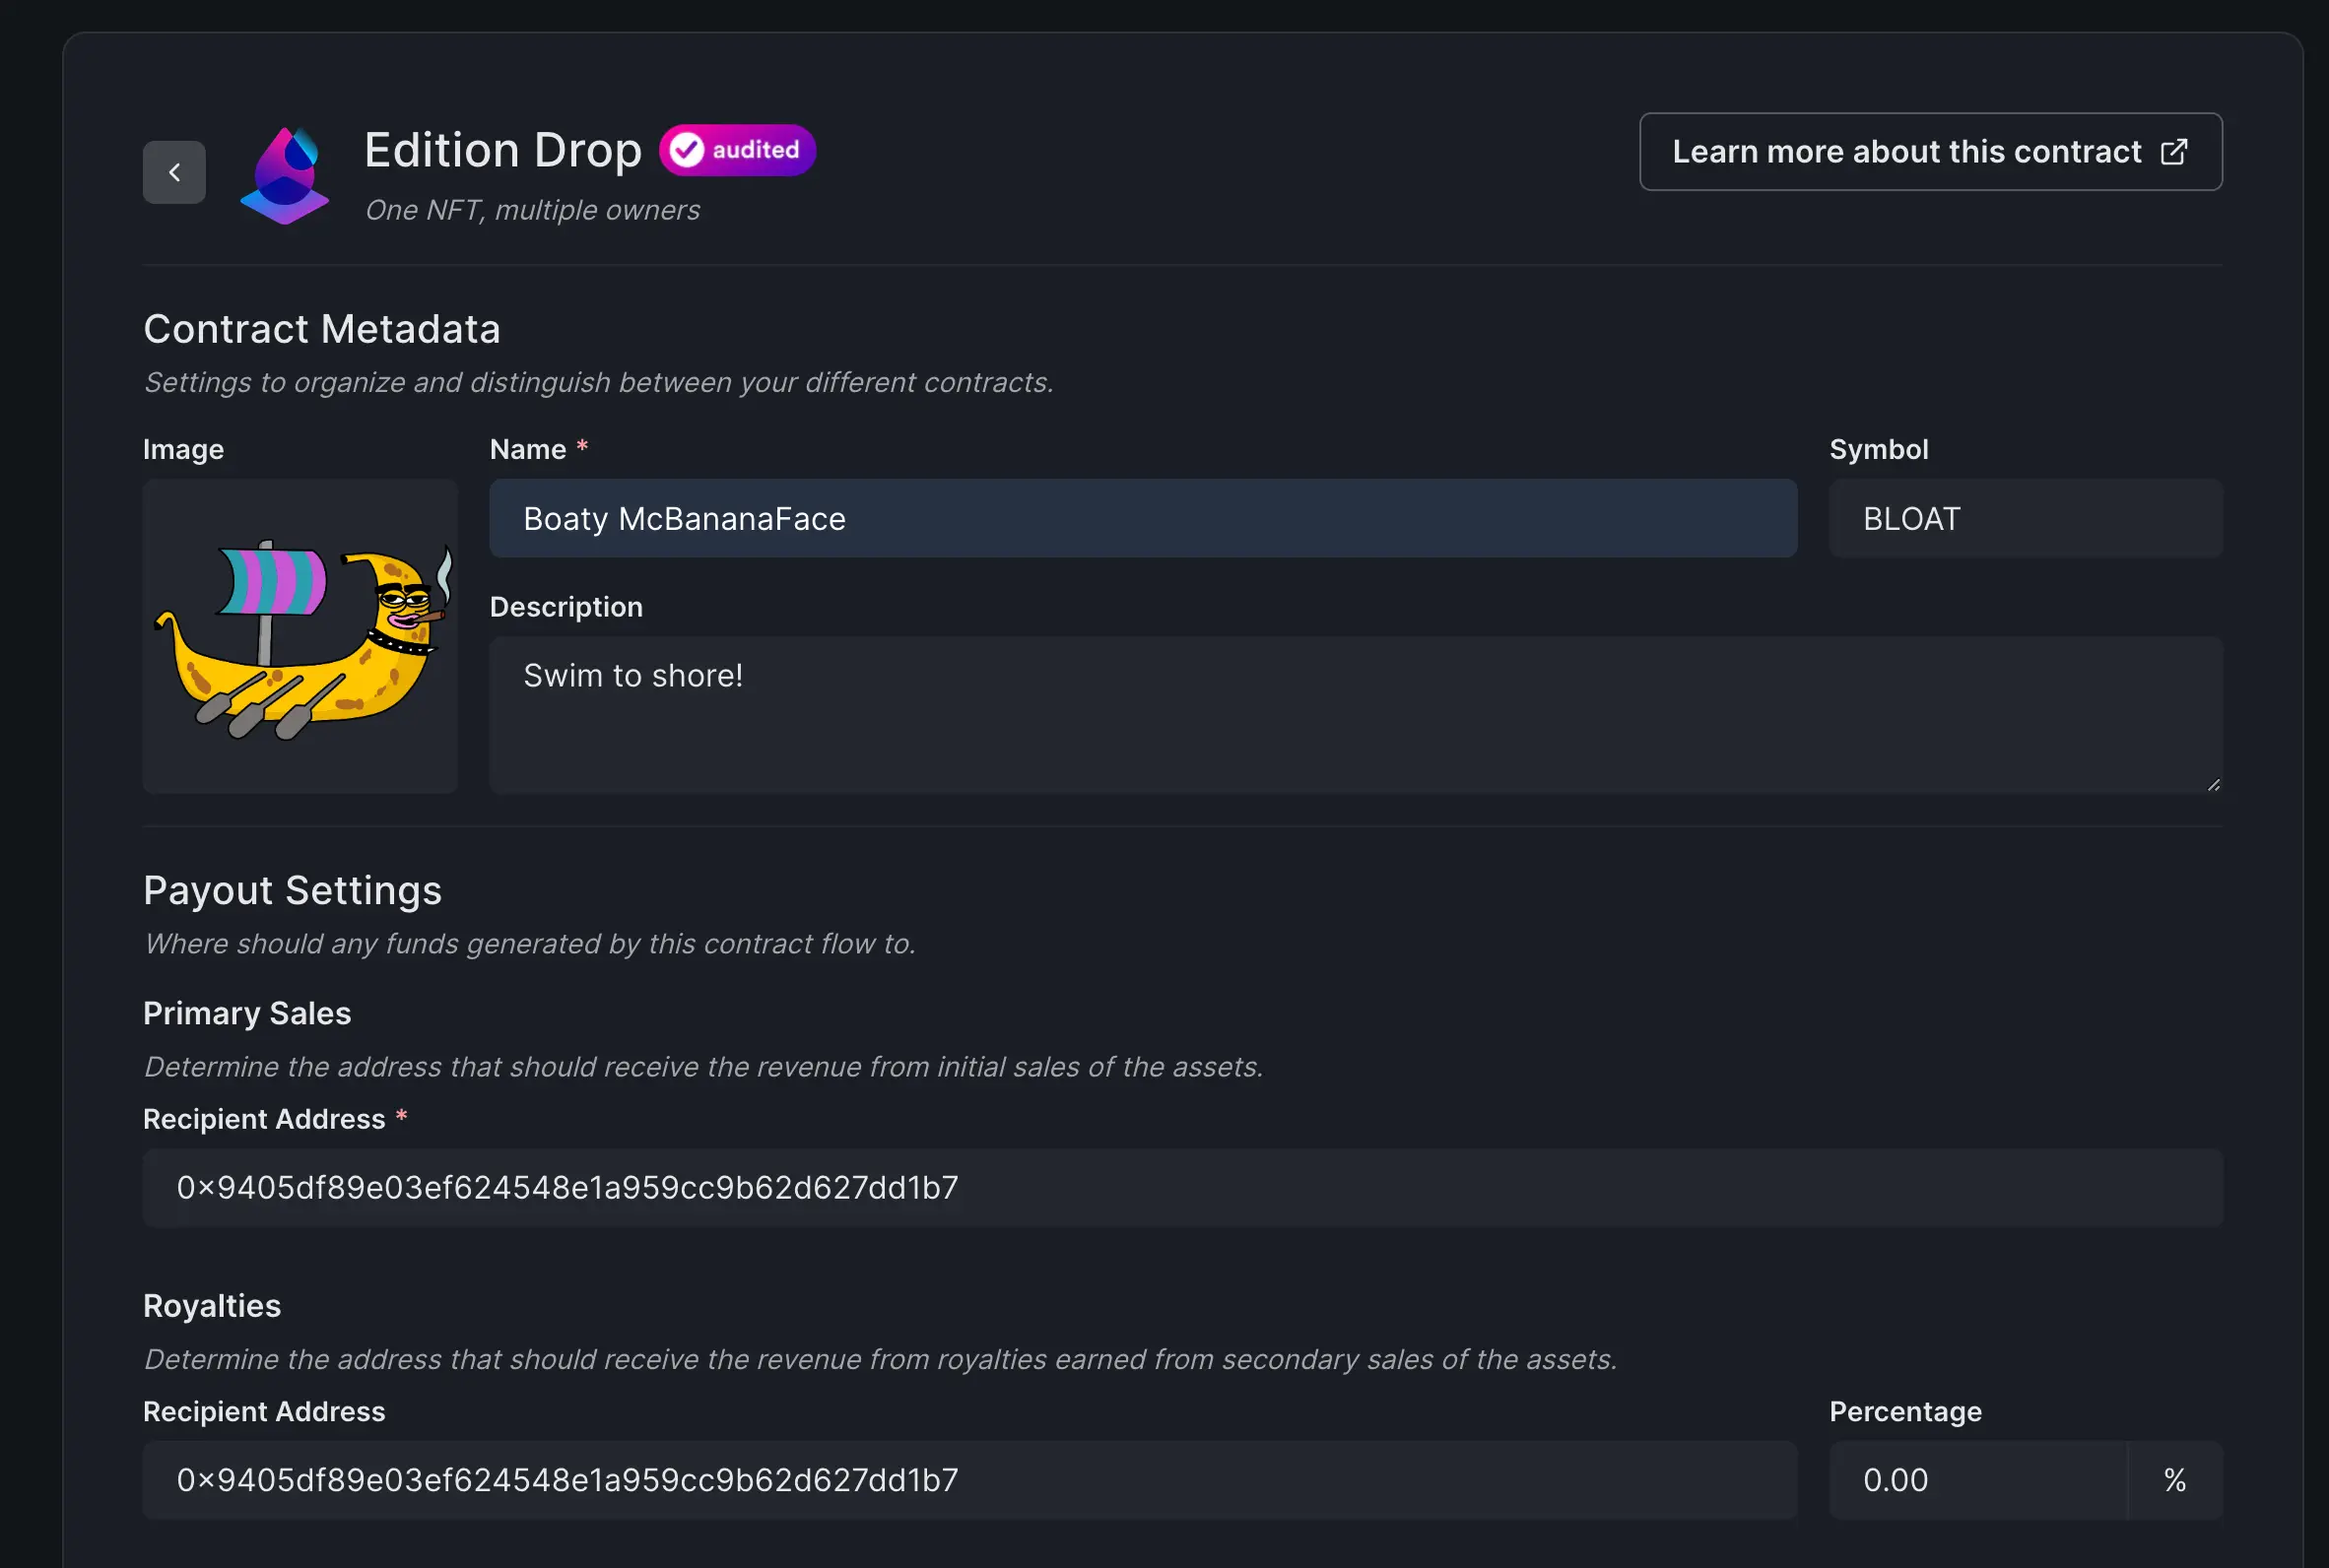 Edition Drop audited
Learn more about this contract
One NFT, multiple owners
Contract Metadata
Settings to organize and distinguish between your different contracts.
Image
Name *
Symbol
Boaty McBananaFace
BLOAT
Description
Swim to shore!
Payout Settings
Where should any funds generated by this contract flow to.
Primary Sales
Determine the address that should receive the revenue from initial sales of the assets.
Recipient Address *
0x9405df89e03ef624548e1a959cc9b62d627dd1b7
Royalties
Determine the address that should receive the revenue from royalties earned from secondary sales of the assets.
Recipient Address
Percentage
0x9405df89e03ef624548e1a959cc9b62d627dd1b7
0.00 %